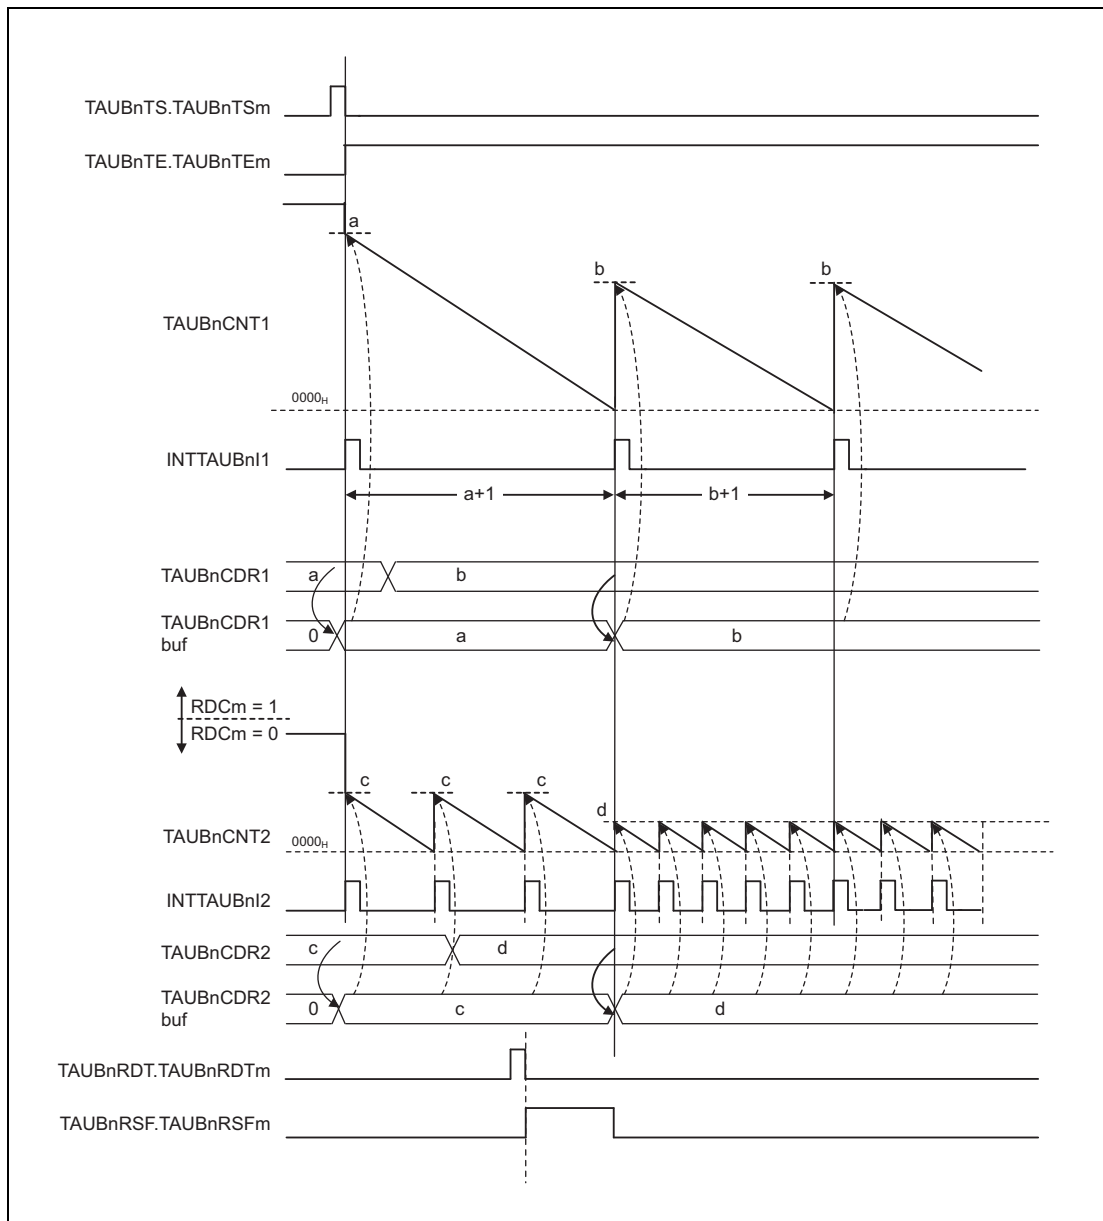 TAUBnTS.TAUBnTSm
TAUBnTE.TAUBnTEm
a
b
b
TAUBnCNT1
0000H
INTTAUBnI1
a+1
b+1
TAUBnCDR1
a
b
TAUBnCDR1
buf
0
a
b
RDCm = 1
RDCm = 0
c
c
c
d
TAUBnCNT2
0000H
INTTAUBnI2
TAUBnCDR2
c
d
TAUBnCDR2
buf
0
c
d
TAUBnRDT.TAUBnRDTm
TAUBnRSF.TAUBnRSFm